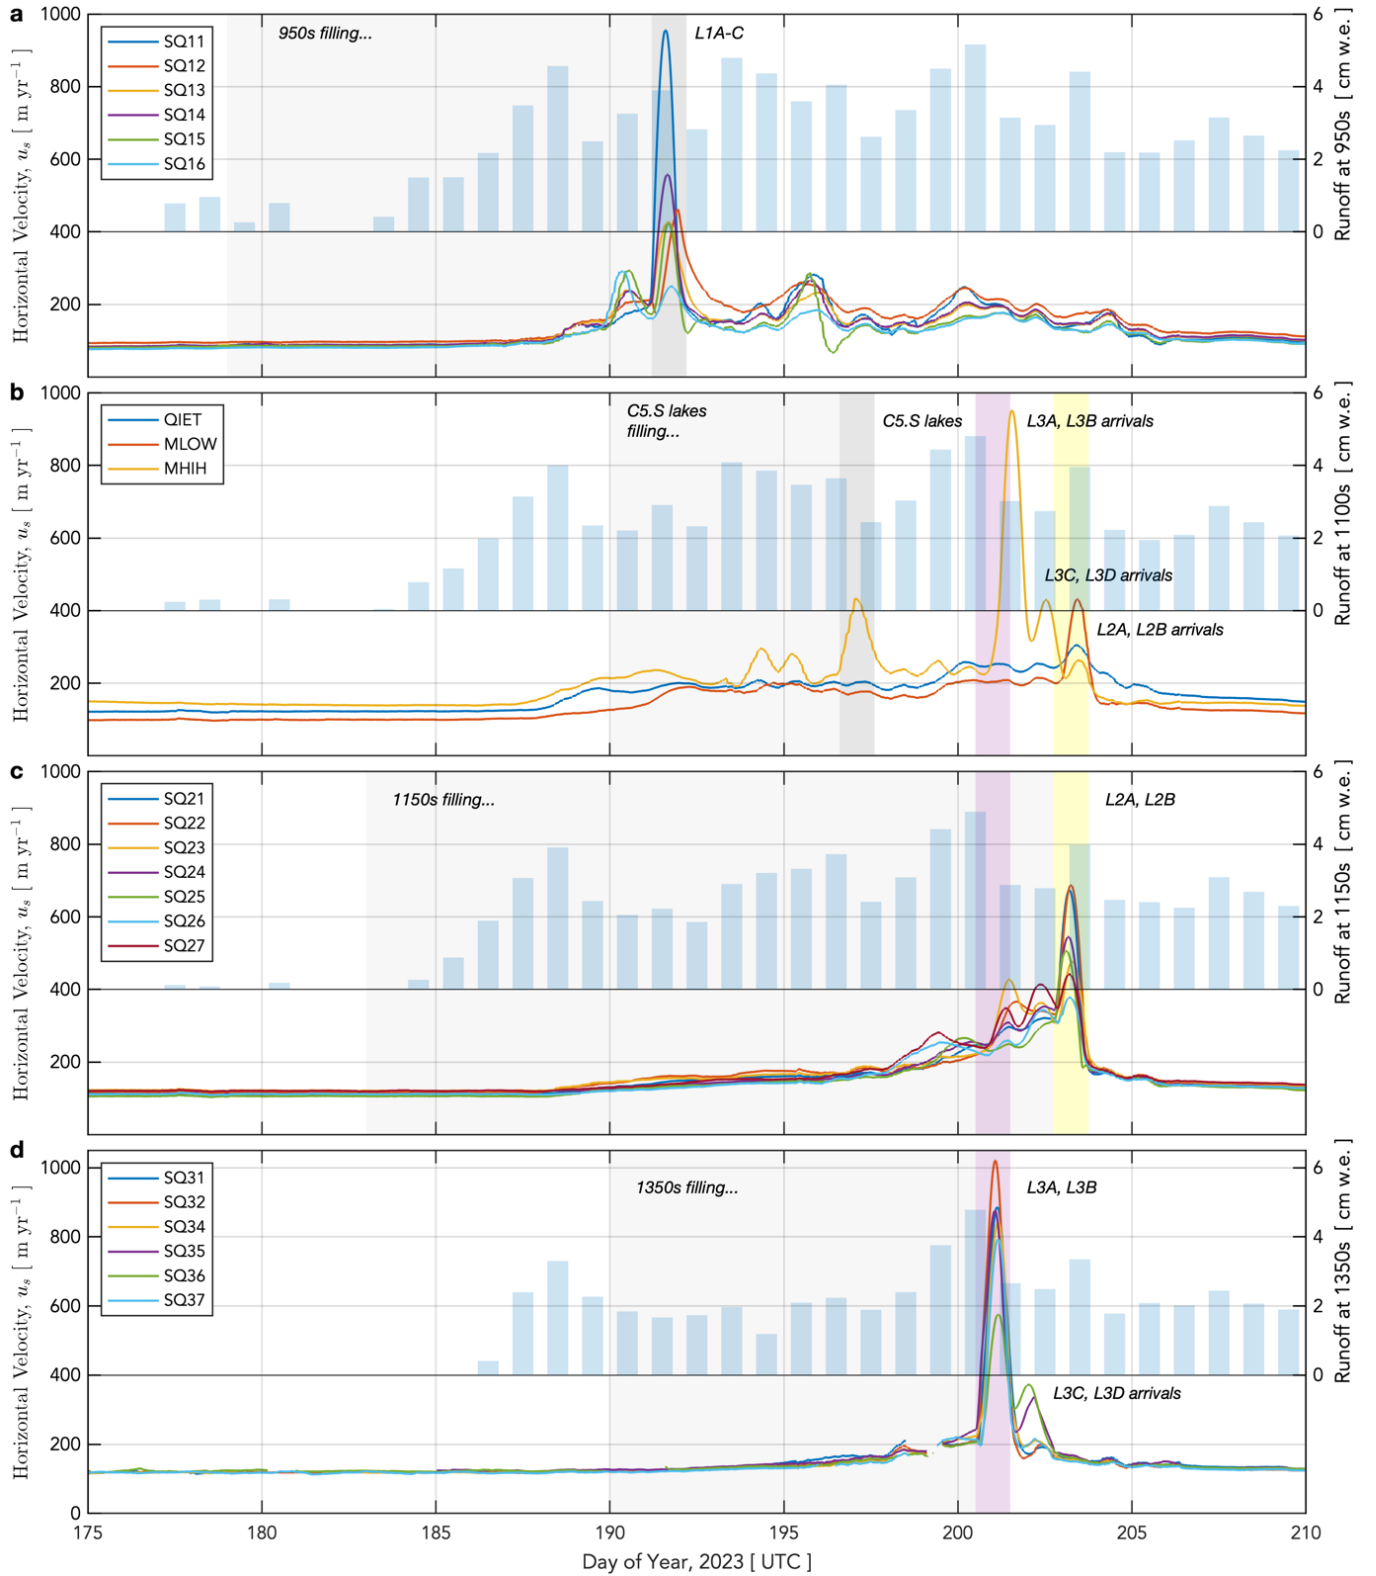 a
1000
800
600
400
200
Horizontal Velocity, u_s [ m yr⁻¹ ]
SQ11
SQ12
SQ13
SQ14
SQ15
SQ16
950s filling...
L1A-C
6
4
2
0
Runoff at 950s [ cm w.e. ]
b
1000
800
600
400
200
Horizontal Velocity, u_s [ m yr⁻¹ ]
QIET
MLOW
MHIH
C5.S lakes
filling...
C5.S lakes
L3A, L3B arrivals
L3C, L3D arrivals
L2A, L2B arrivals
6
4
2
0
Runoff at 1100s [ cm w.e. ]
c
1000
800
600
400
200
Horizontal Velocity, u_s [ m yr⁻¹ ]
SQ21
SQ22
SQ23
SQ24
SQ25
SQ26
SQ27
1150s filling...
L2A, L2B
6
4
2
0
Runoff at 1150s [ cm w.e. ]
d
1000
800
600
400
200
0
Horizontal Velocity, u_s [ m yr⁻¹ ]
SQ31
SQ32
SQ34
SQ35
SQ36
SQ37
1350s filling...
L3A, L3B
L3C, L3D arrivals
6
4
2
0
Runoff at 1350s [ cm w.e. ]
175 180 185 190 195 200 205 210
Day of Year, 2023 [ UTC ]